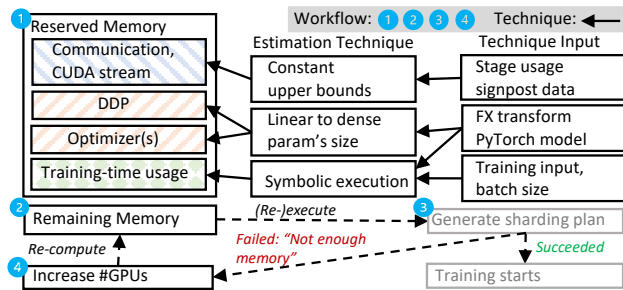 Workflow: 1 2 3 4 Technique:
1 Reserved Memory
Communication,
CUDA stream
DDP
Optimizer(s)
Training-time usage
Estimation Technique
Constant
upper bounds
Linear to dense
param's size
Symbolic execution
Technique Input
Stage usage
signpost data
FX transform
PyTorch model
Training input,
batch size
2 Remaining Memory
(Re-)execute
3 Generate sharding plan
Re-compute
Failed: "Not enough
memory"
Succeeded
4 Increase #GPUs
Training starts